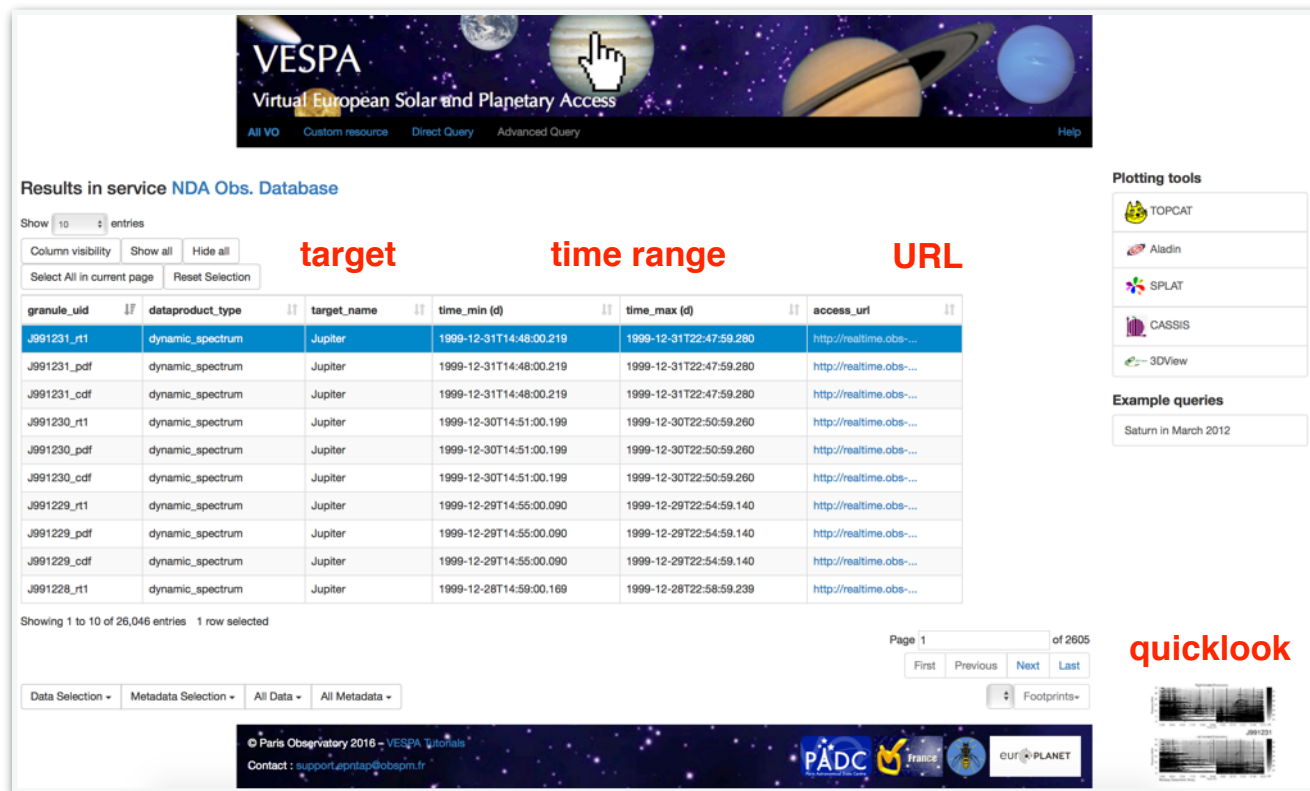 VESPA
Virtual European Solar and Planetary Access
All VO Custom resource Direct Query Advanced Query Help
Results in service NDA Obs. Database
Show 10 entries
Column visibility Show all Hide all
Select All in current page Reset Selection
target time range URL
granule_uid dataproduct_type target_name time_min (d) time_max (d) access_url
J991231_rt1 dynamic_spectrum Jupiter 1999-12-31T14:48:00.219 1999-12-31T22:47:59.280 http://realtime.obs-...
J991231_pdf dynamic_spectrum Jupiter 1999-12-31T14:48:00.219 1999-12-31T22:47:59.280 http://realtime.obs-...
J991231_cdf dynamic_spectrum Jupiter 1999-12-31T14:48:00.219 1999-12-31T22:47:59.280 http://realtime.obs-...
J991230_rt1 dynamic_spectrum Jupiter 1999-12-30T14:51:00.199 1999-12-30T22:50:59.260 http://realtime.obs-...
J991230_pdf dynamic_spectrum Jupiter 1999-12-30T14:51:00.199 1999-12-30T22:50:59.260 http://realtime.obs-...
J991230_cdf dynamic_spectrum Jupiter 1999-12-30T14:51:00.199 1999-12-30T22:50:59.260 http://realtime.obs-...
J991229_rt1 dynamic_spectrum Jupiter 1999-12-29T14:55:00.090 1999-12-29T22:54:59.140 http://realtime.obs-...
J991229_pdf dynamic_spectrum Jupiter 1999-12-29T14:55:00.090 1999-12-29T22:54:59.140 http://realtime.obs-...
J991229_cdf dynamic_spectrum Jupiter 1999-12-29T14:55:00.090 1999-12-29T22:54:59.140 http://realtime.obs-...
J991228_rt1 dynamic_spectrum Jupiter 1999-12-28T14:59:00.169 1999-12-28T22:58:59.239 http://realtime.obs-...
Showing 1 to 10 of 26,046 entries 1 row selected
Page 1 of 2605
First Previous Next Last
Data Selection Metadata Selection All Data All Metadata Footprints
Plotting tools
TOPCAT
Aladin
SPLAT
CASSIS
3DView
Example queries
Saturn in March 2012
quicklook
J991231
© Paris Observatory 2016 – VESPA Tutorials
Contact : support.epntap@obspm.fr
PADC
Paris Astronomical Data Centre
France
euro PLANET